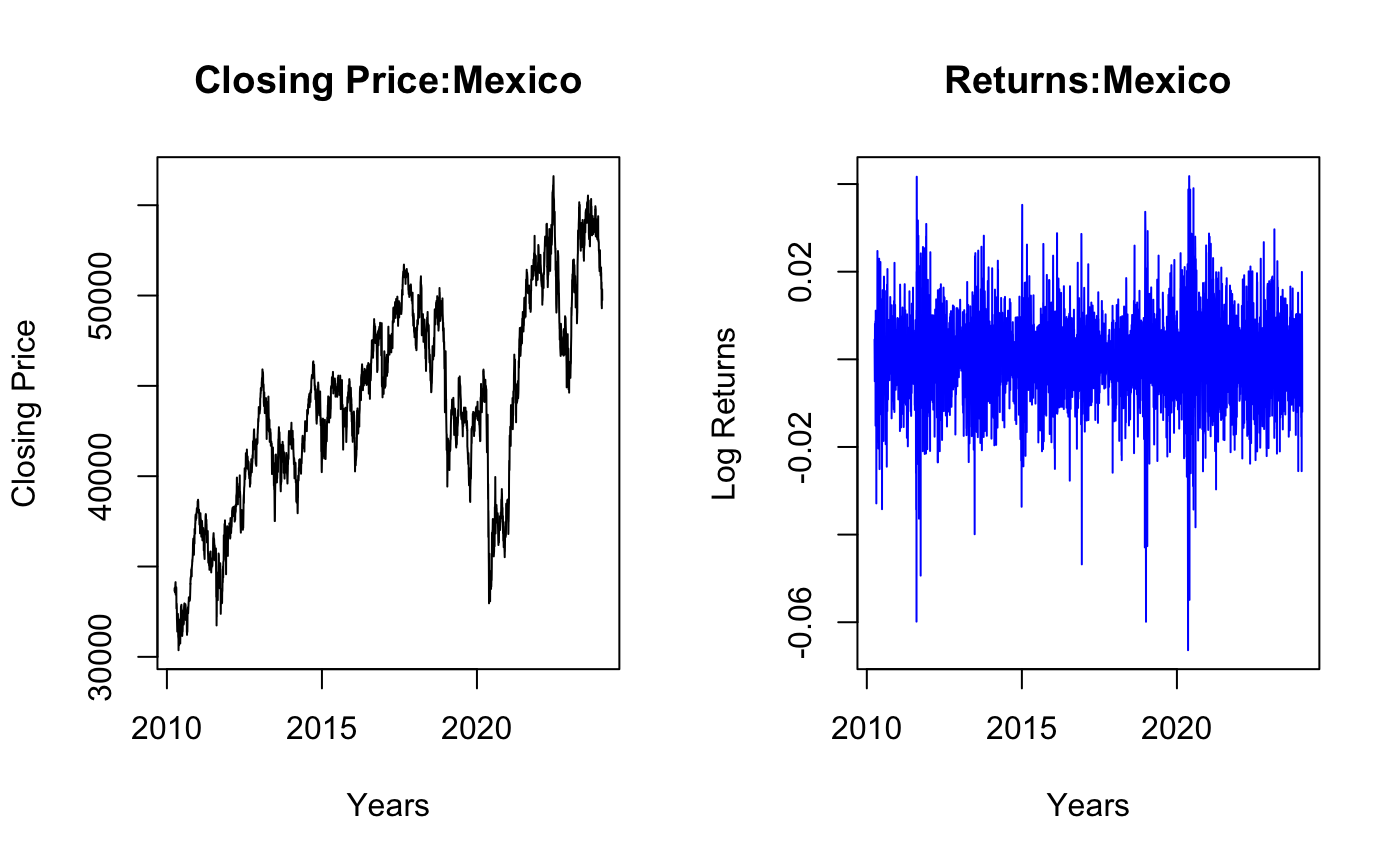 Closing Price:Mexico
Closing Price
50000
40000
30000
2010 2015 2020
Years
Returns:Mexico
Log Returns
0.02
-0.02
-0.06
2010 2015 2020
Years